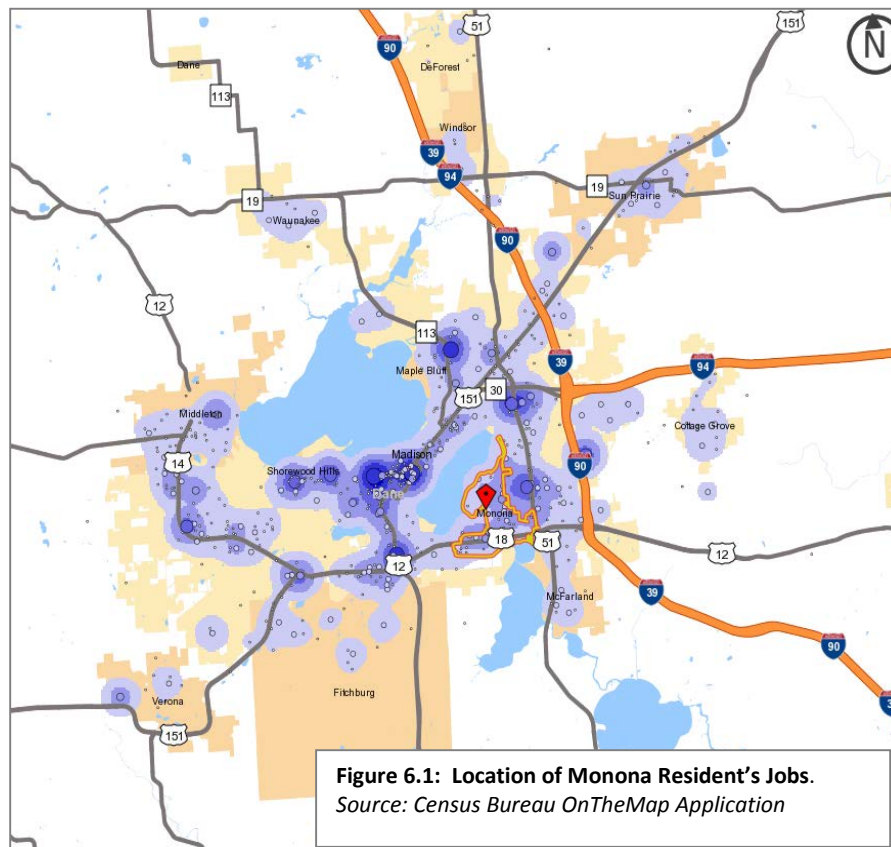 51
151
90
N
Dane
DeForest
113
Windsor
39
94
19
19
Sun Prairie
Waunakee
90
12
113
39
94
Maple Bluff
30
151
Middleton
Cottage Grove
Madison
14
Shorewood Hills
90
Dane
Monona
18
51
12
12
39
McFarland
90
Fitchburg
Verona
151
Figure 6.1: Location of Monona Resident’s Jobs.
Source: Census Bureau OnTheMap Application